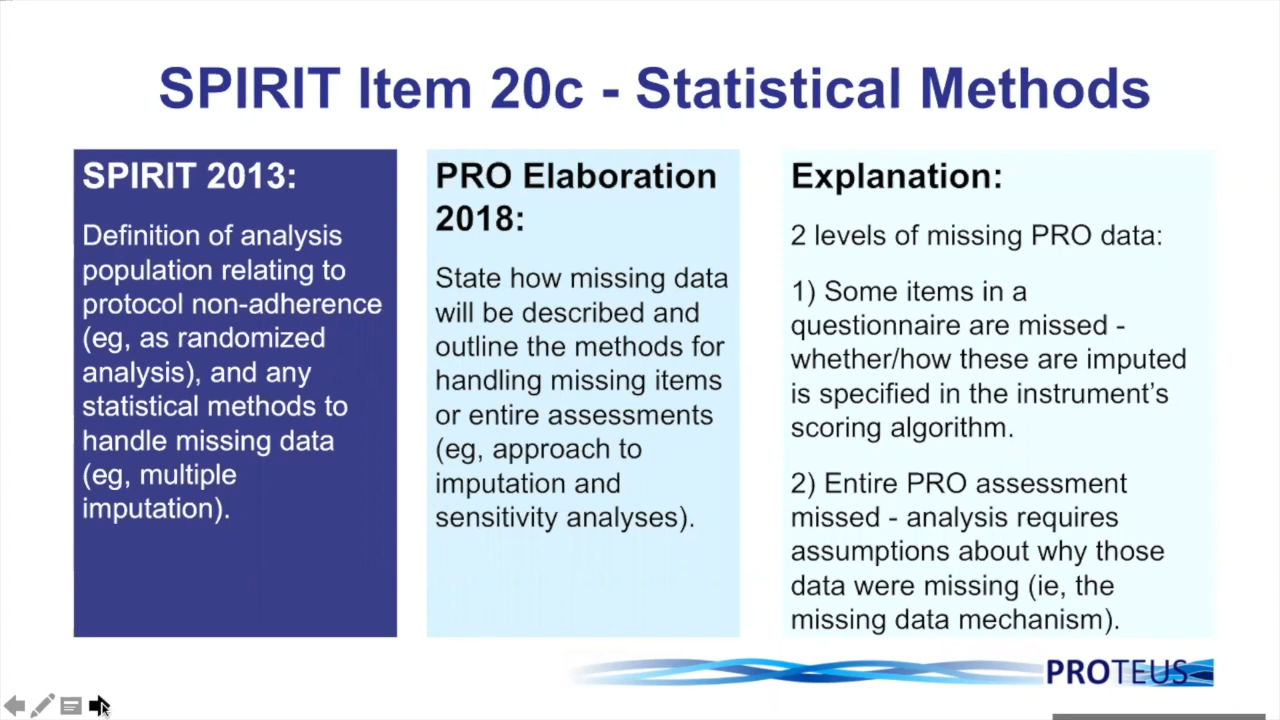 SPIRIT Item 20c - Statistical Methods
SPIRIT 2013:
Definition of analysis
population relating to
protocol non-adherence
(eg, as randomized
analysis), and any
statistical methods to
handle missing data
(eg, multiple
imputation).
PRO Elaboration
2018:
State how missing data
will be described and
outline the methods for
handling missing items
or entire assessments
(eg, approach to
imputation and
sensitivity analyses).
Explanation:
2 levels of missing PRO data:
1) Some items in a
questionnaire are missed -
whether/how these are imputed
is specified in the instrument’s
scoring algorithm.
2) Entire PRO assessment
missed - analysis requires
assumptions about why those
data were missing (ie, the
missing data mechanism).
PROTEUS